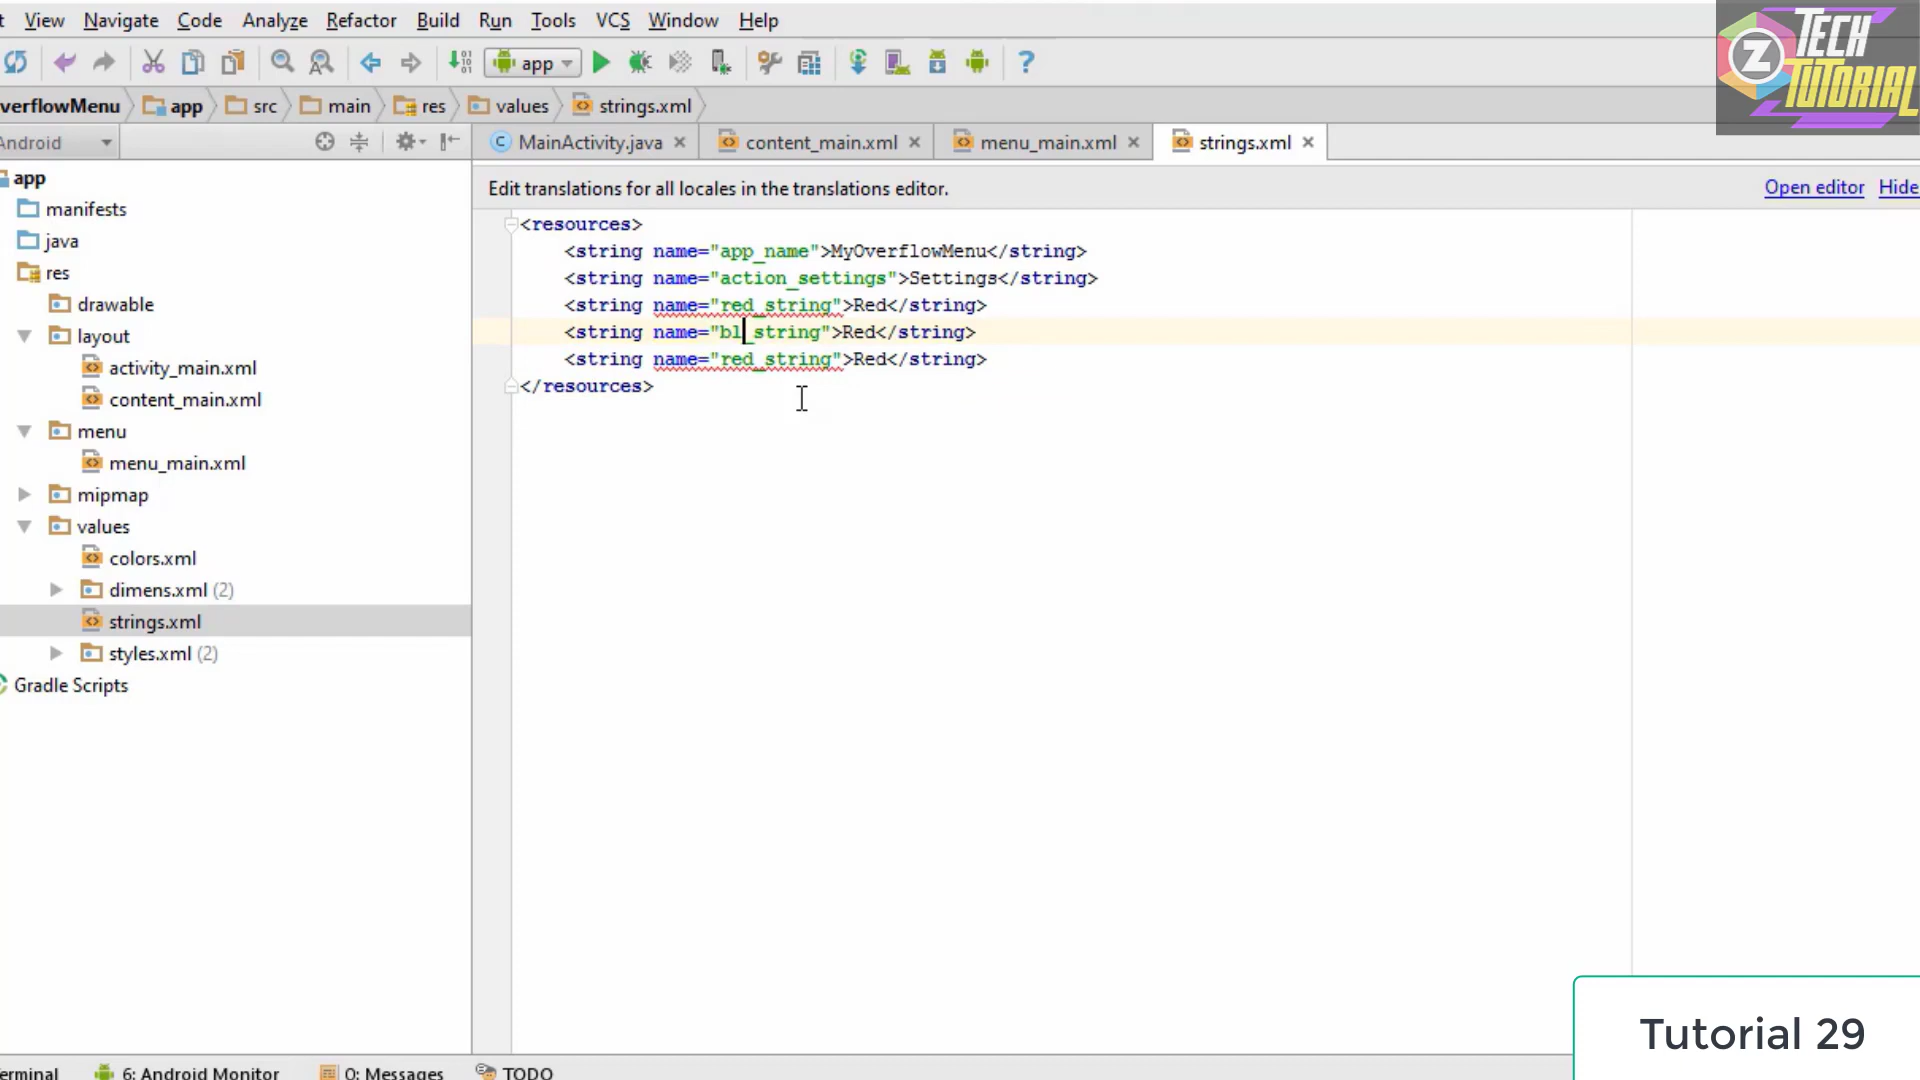 t View Navigate Code Analyze Refactor Build Run Tools VCS Window Help
Z TECH TUTORIAL
app
verflowMenu app src main res values strings.xml
Android
MainActivity.java content_main.xml menu_main.xml strings.xml
Edit translations for all locales in the translations editor. Open editor Hide
app
manifests
java
res
drawable
layout
activity_main.xml
content_main.xml
menu
menu_main.xml
mipmap
values
colors.xml
dimens.xml (2)
strings.xml
styles.xml (2)
Gradle Scripts
<resources>
<string name="app_name">MyOverflowMenu</string>
<string name="action_settings">Settings</string>
<string name="red_string">Red</string>
<string name="bl_string">Red</string>
<string name="red_string">Red</string>
</resources>
Tutorial 29
erminal 6: Android Monitor 0: Messages TODO